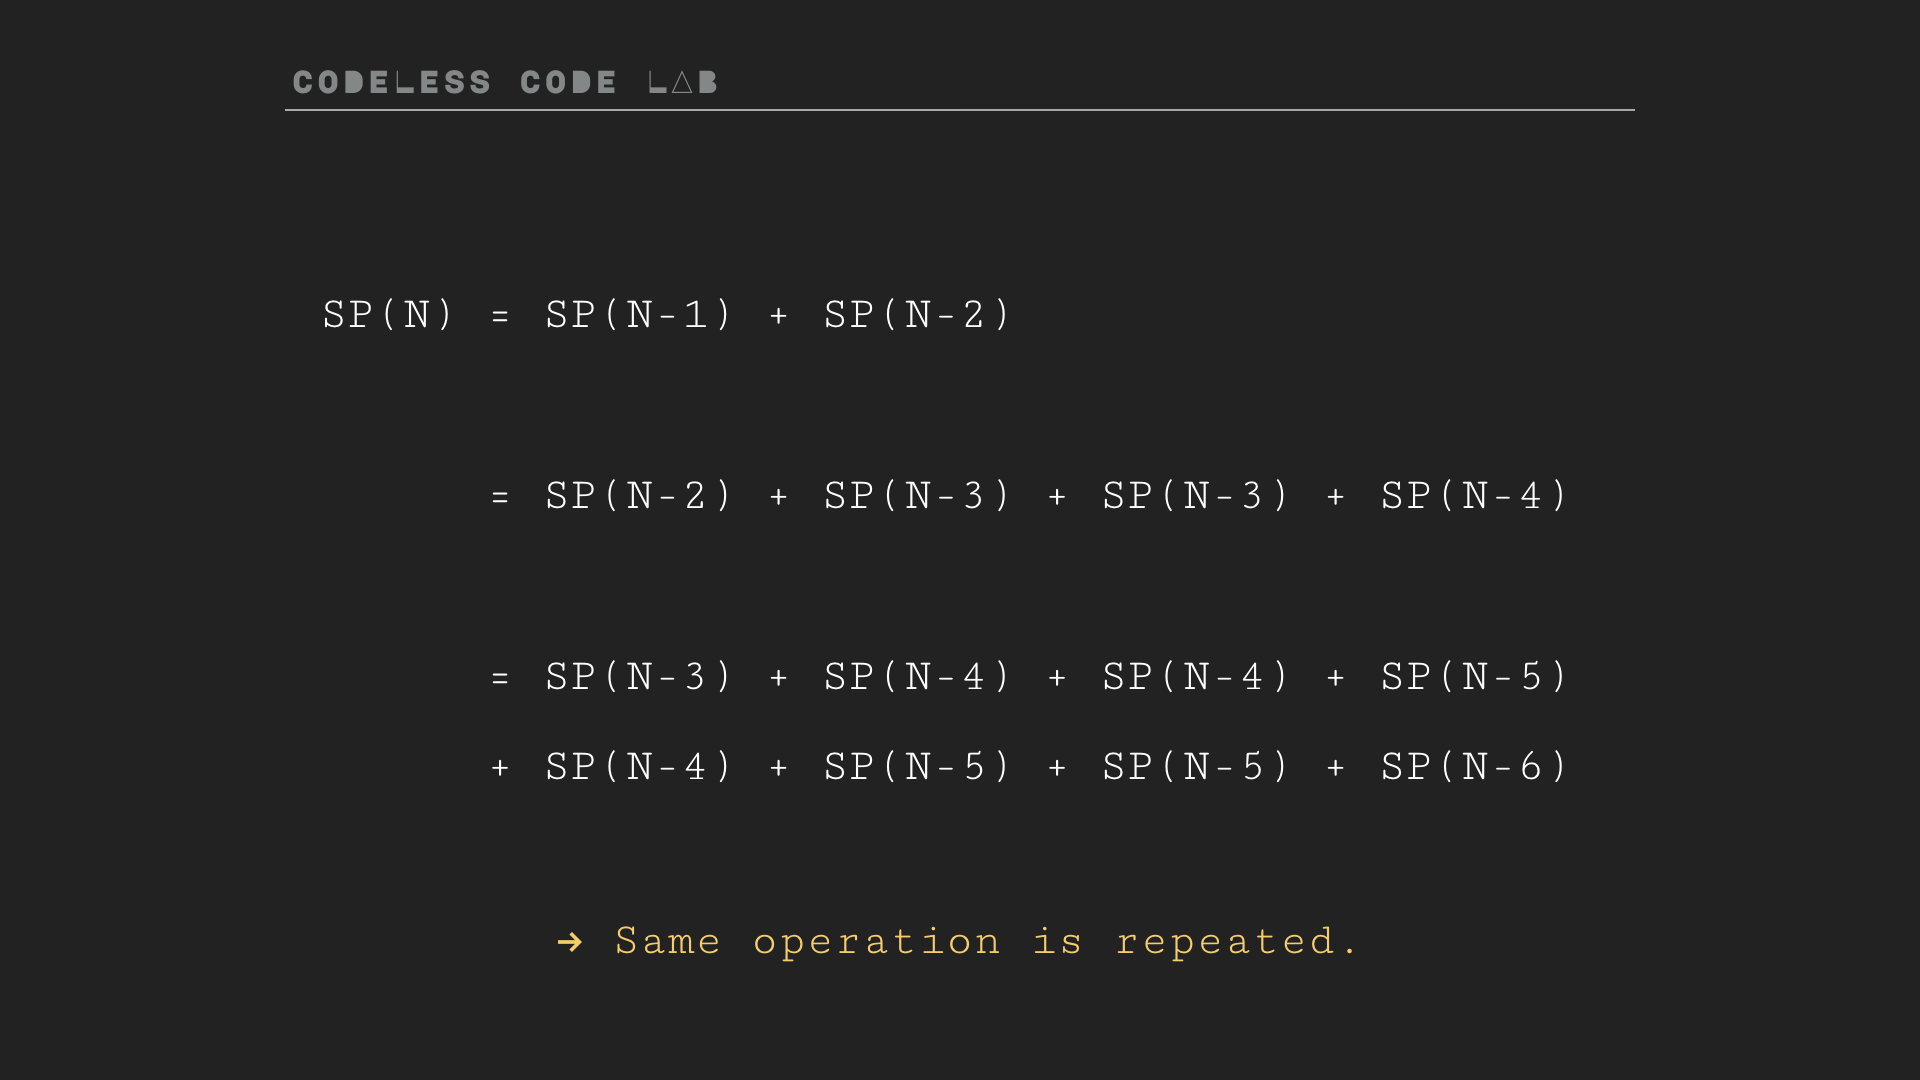 CODELESS CODE LAB
SP(N) = SP(N-1) + SP(N-2)
= SP(N-2) + SP(N-3) + SP(N-3) + SP(N-4)
= SP(N-3) + SP(N-4) + SP(N-4) + SP(N-5)
+ SP(N-4) + SP(N-5) + SP(N-5) + SP(N-6)
→ Same operation is repeated.